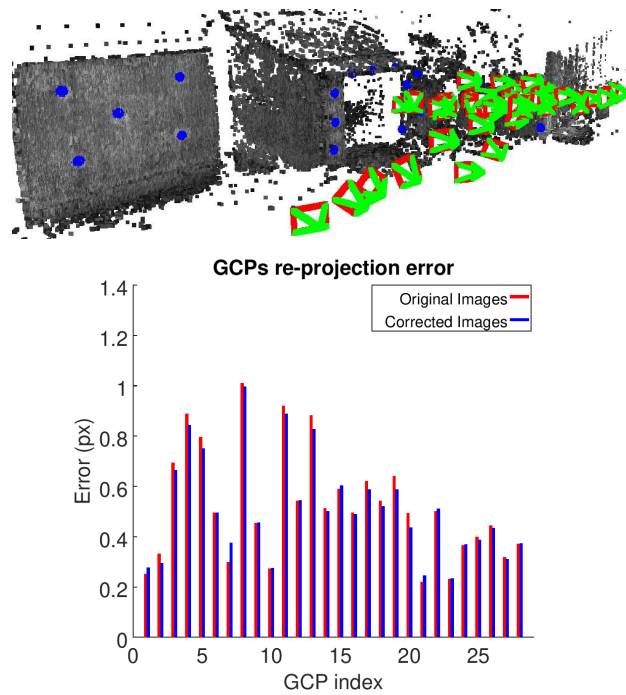 GCPs re-projection error
1.4
Original Images
Corrected Images
1.2
1
0.8
0.6
0.4
0.2
0
Error (px)
0 5 10 15 20 25
GCP index